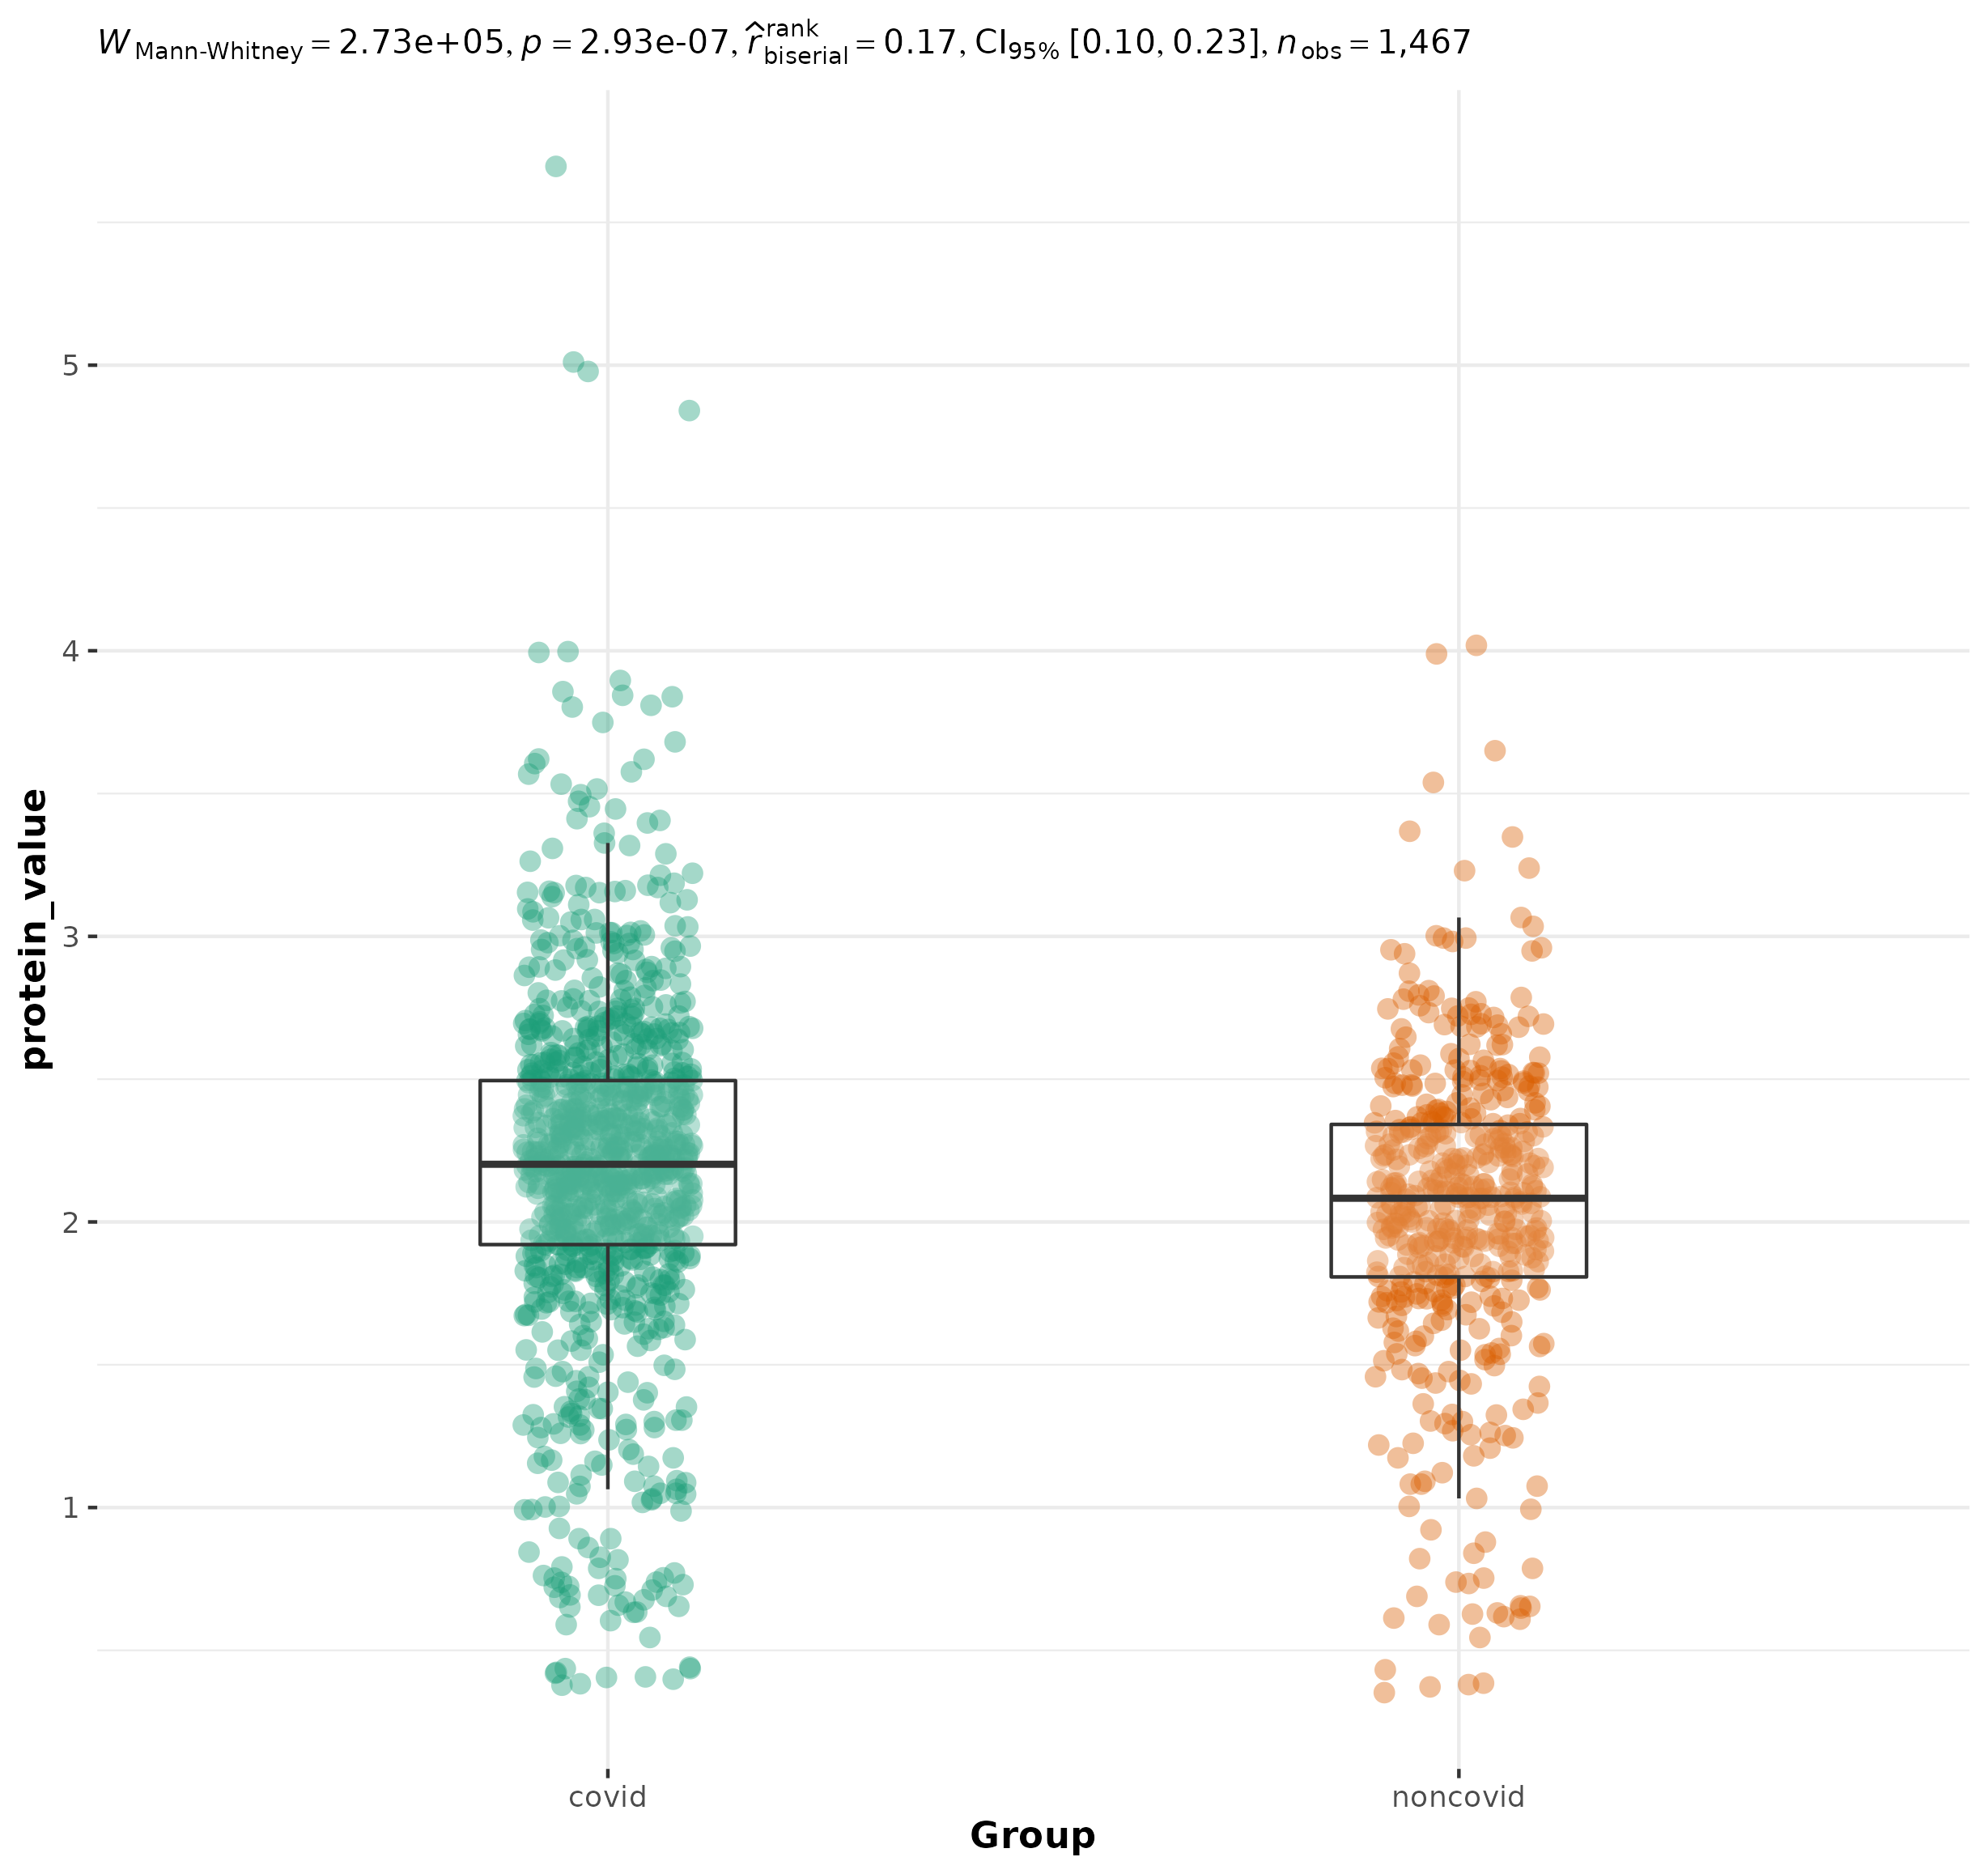 W Mann-Whitney = 2.73e+05, p = 2.93e-07, r̂ rank biserial = 0.17, CI95% [0.10, 0.23], n obs = 1,467
protein_value
5
4
3
2
1
covid noncovid
Group